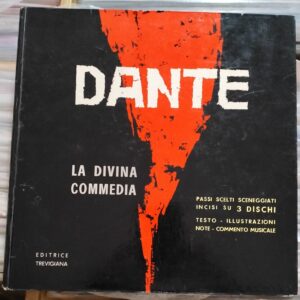 DANTE
LA DIVINA
COMMEDIA
PASSI SCELTI SCENEGGIATI
INCISI SU 3 DISCHI
TESTO - ILLUSTRAZIONI
NOTE - COMMENTO MUSICALE
EDITRICE
TREVIGIANA